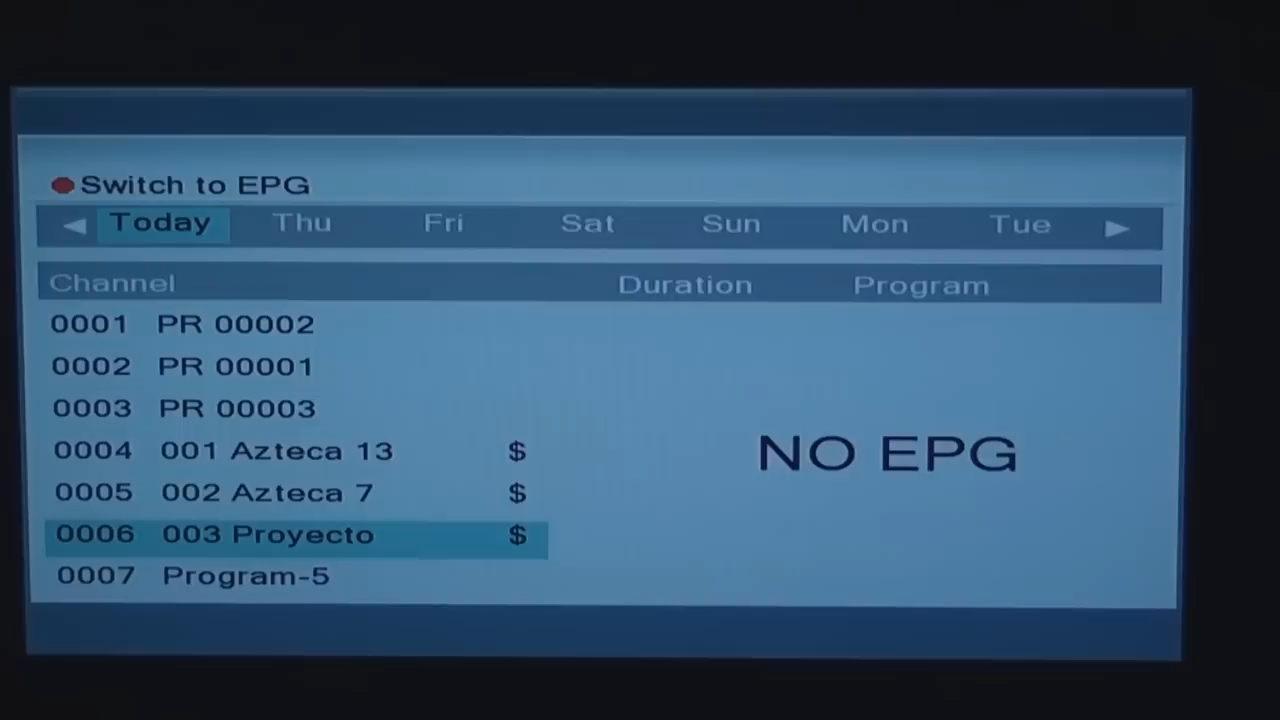 Switch to EPG
Today Thu Fri Sat Sun Mon Tue
Channel Duration Program
0001 PR 00002
0002 PR 00001
0003 PR 00003
0004 001 Azteca 13 $
NO EPG
0005 002 Azteca 7 $
0006 003 Proyecto $
0007 Program-5